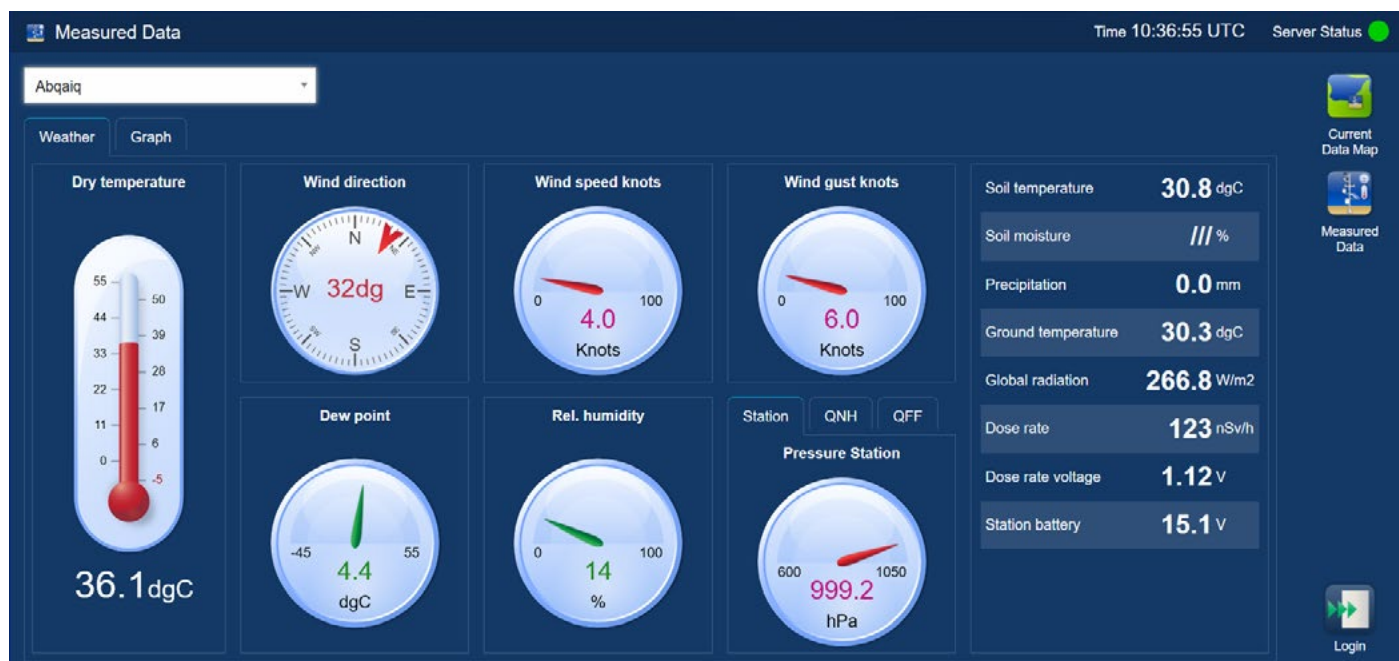 Measured Data
Time 10:36:55 UTC
Server Status
Abqaiq
Weather
Graph
Dry temperature
55
50
44
39
33
28
22
17
11
6
0
-5
36.1dgC
Wind direction
N
NE
E
SE
S
SW
W
NW
32dg
Wind speed knots
0
100
4.0
Knots
Wind gust knots
0
100
6.0
Knots
Dew point
-45
55
4.4
dgC
Rel. humidity
0
100
14
%
Station
QNH
QFF
Pressure Station
600
1050
999.2
hPa
Soil temperature 30.8 dgC
Soil moisture /// %
Precipitation 0.0 mm
Ground temperature 30.3 dgC
Global radiation 266.8 W/m2
Dose rate 123 nSv/h
Dose rate voltage 1.12 V
Station battery 15.1 V
Current
Data Map
Measured
Data
Login